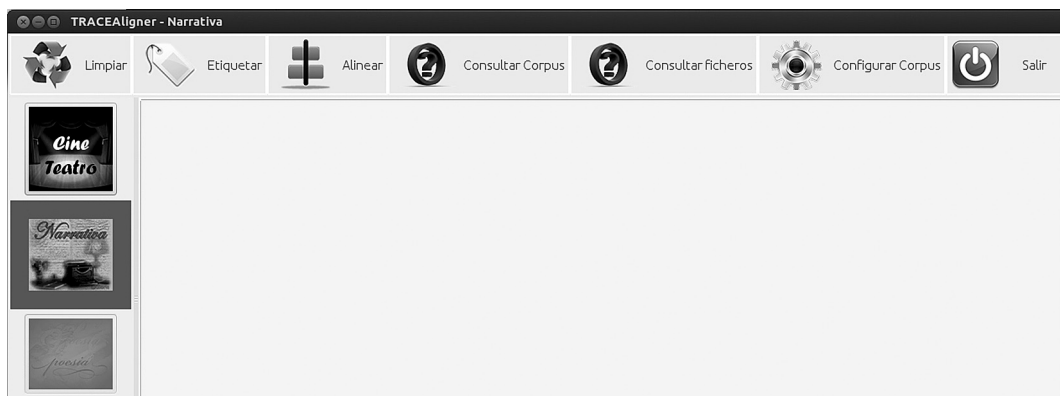 TRACEAligner - Narrativa
Limpiar Etiquetar Alinear Consultar Corpus Consultar ficheros Configurar Corpus Salir
Cine
Teatro
Narrativa
poesía